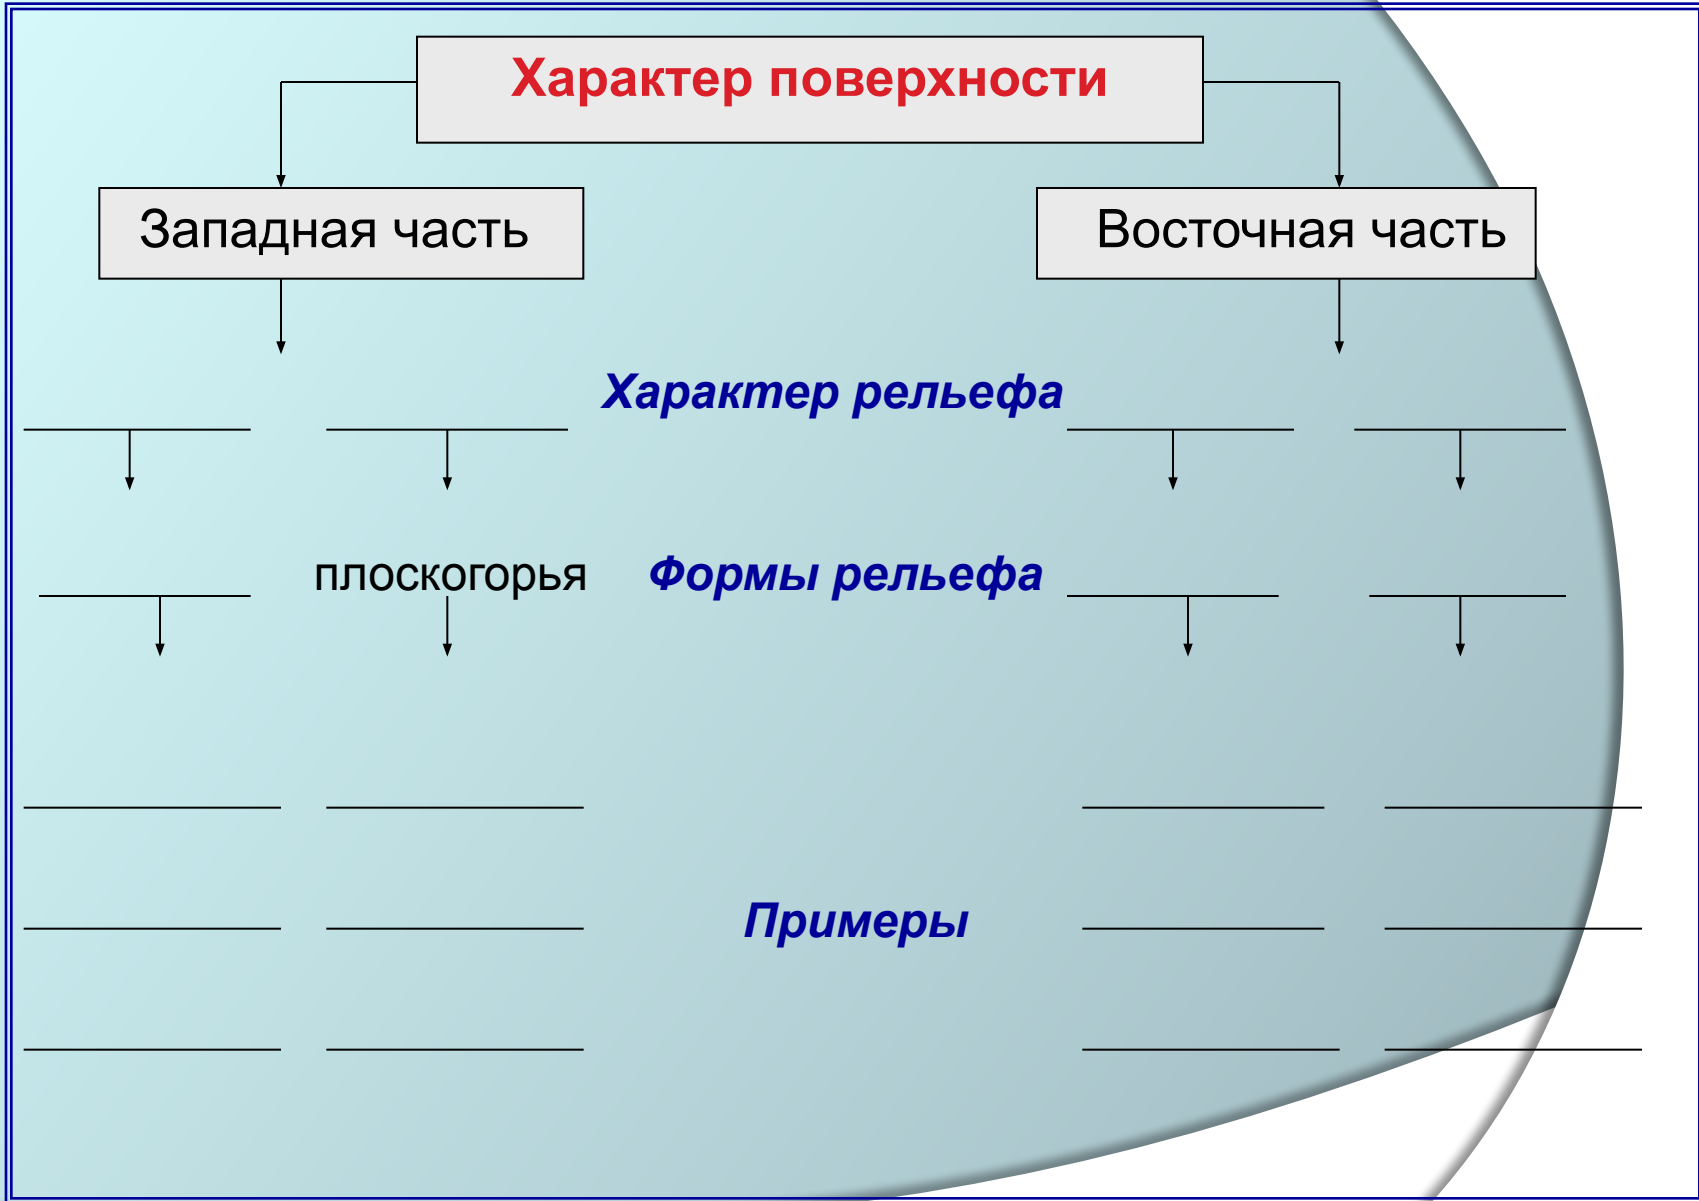 Характер поверхности
Западная часть
Восточная часть
Характер рельефа
плоскогорья
Формы рельефа
Примеры